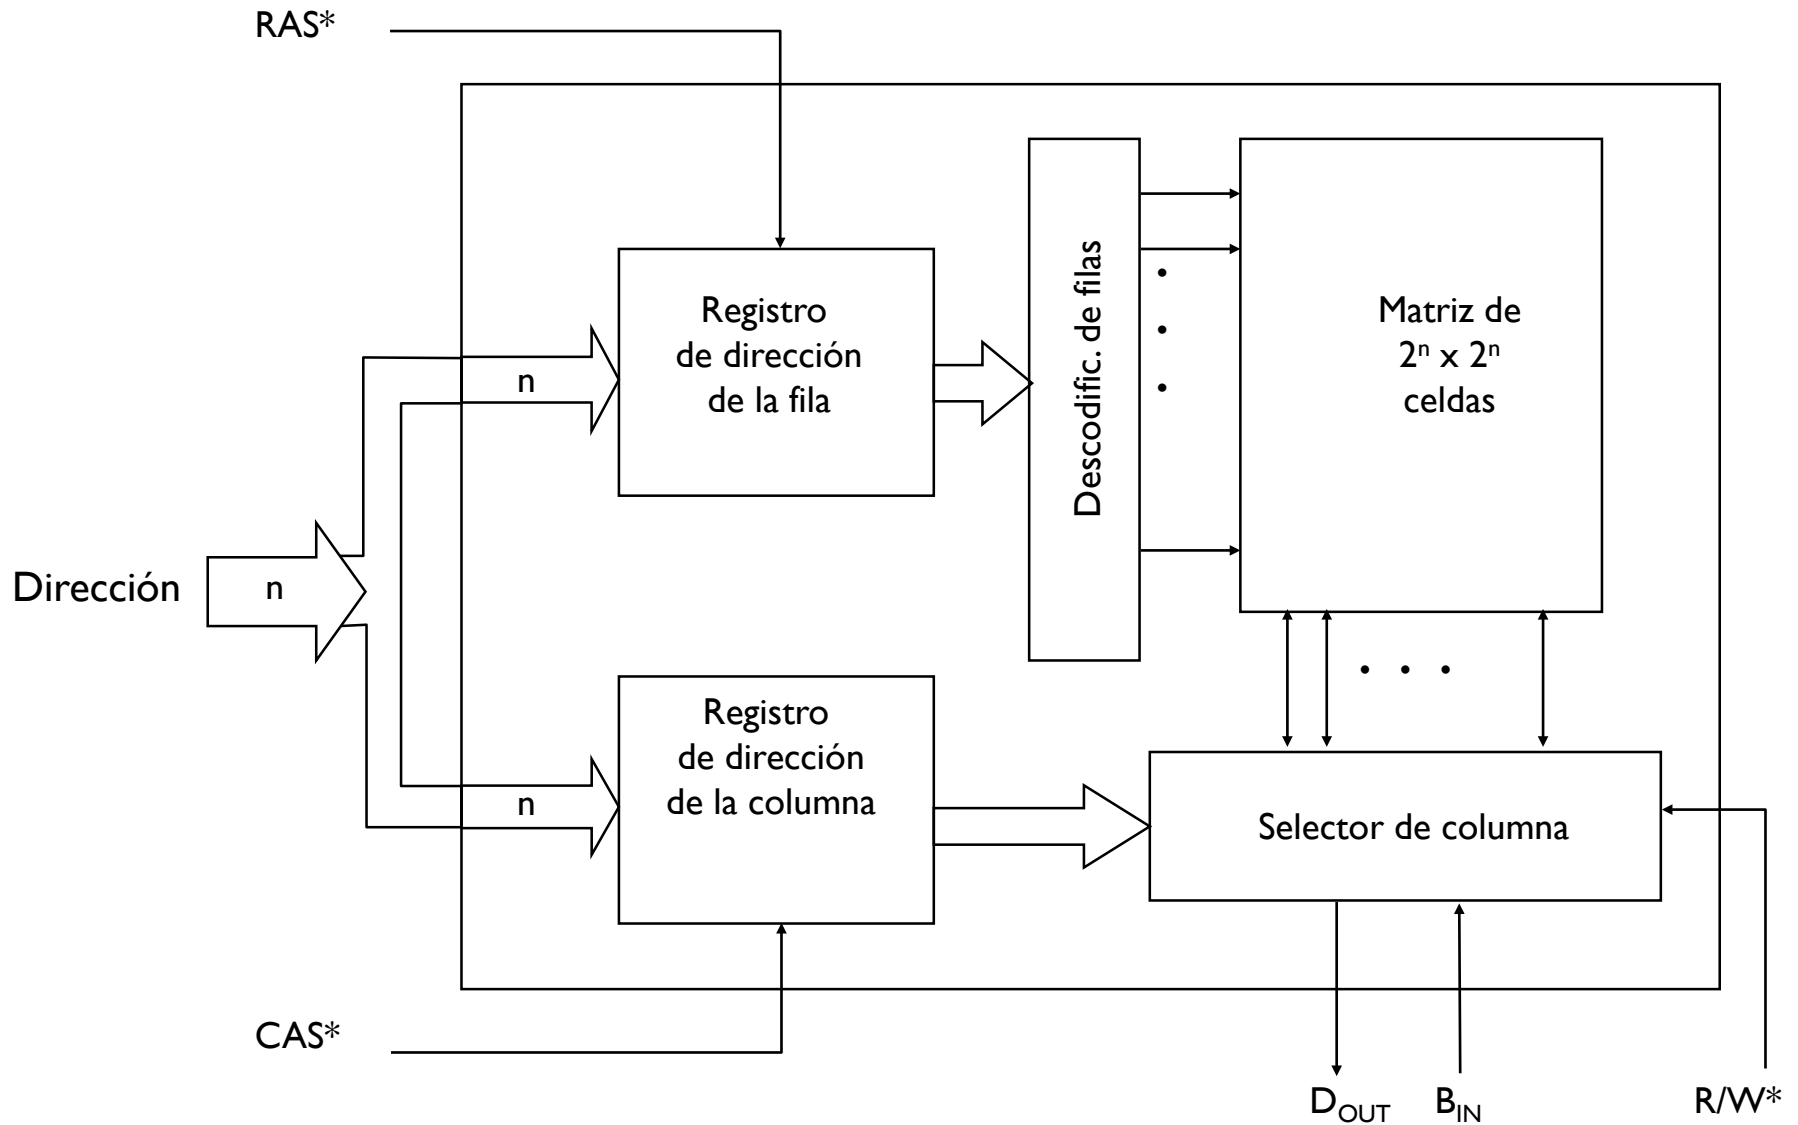 RAS*
Registro
de dirección
de la fila
n
Descodific. de filas
Matriz de
2ⁿ x 2ⁿ
celdas
Dirección
n
Registro
de dirección
de la columna
n
Selector de columna
CAS*
D_OUT
B_IN
R/W*